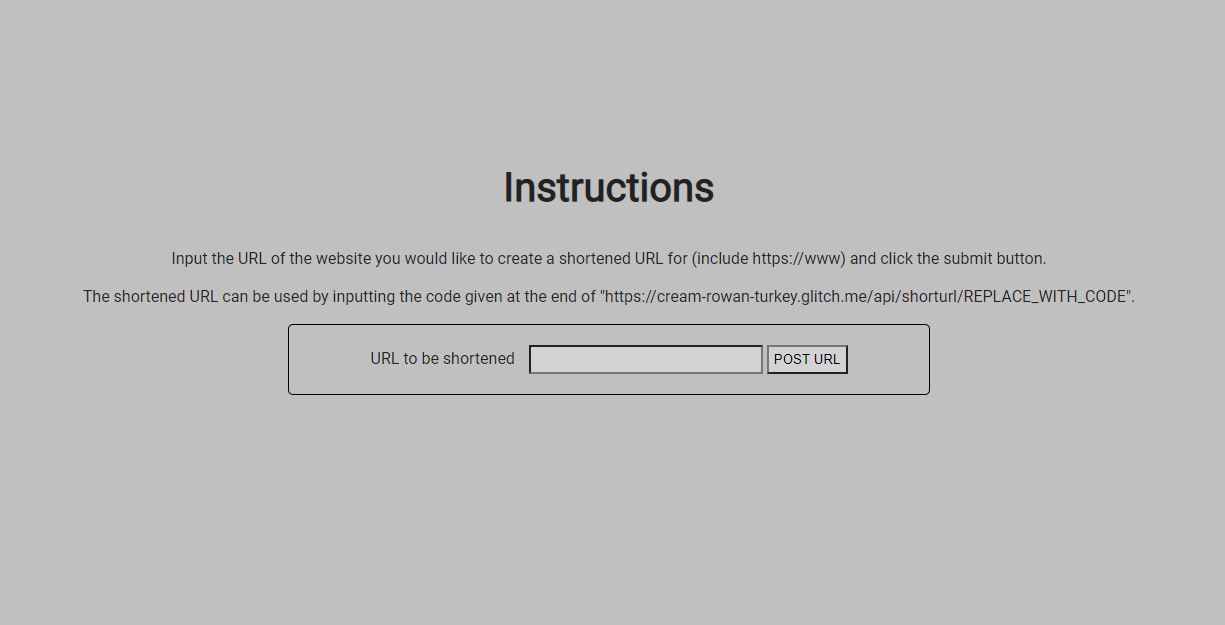 Instructions
Input the URL of the website you would like to create a shortened URL for (include https://www) and click the submit button.
The shortened URL can be used by inputting the code given at the end of "https://cream-rowan-turkey.glitch.me/api/shorturl/REPLACE_WITH_CODE".
URL to be shortened POST URL